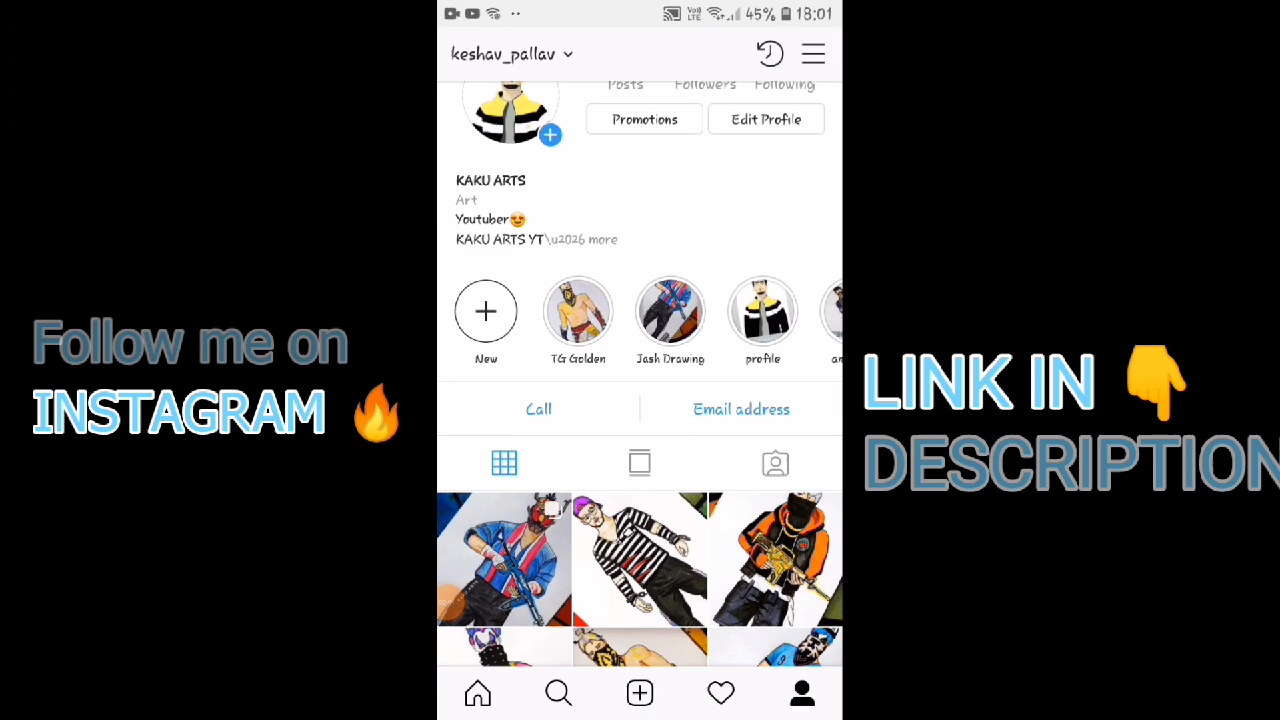 45% 18:01
keshav_pallav
Posts Followers Following
Promotions Edit Profile
KAKU ARTS
Art
Youtuber😍
KAKU ARTS YT\u2026 more
New TG Golden Jash Drawing profile
Call Email address
Follow me on
INSTAGRAM 🔥
LINK IN 👇
DESCRIPTION